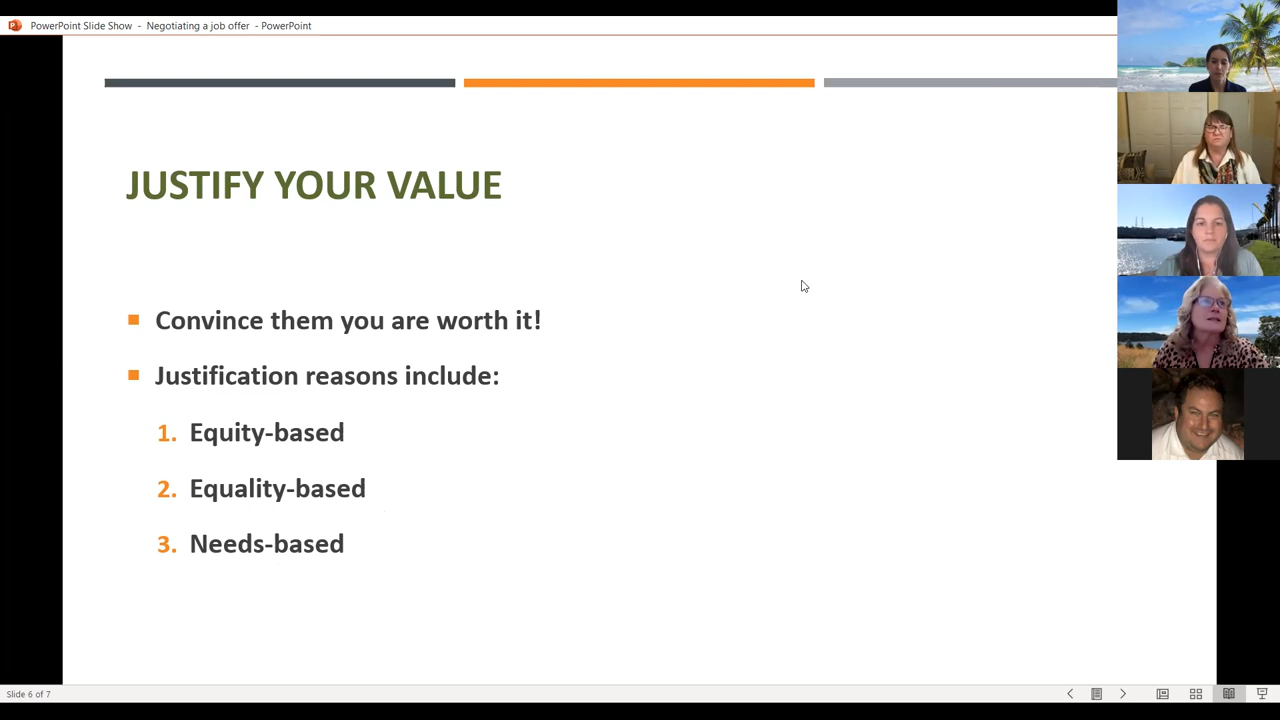 PowerPoint Slide Show - Negotiating a job offer - PowerPoint
JUSTIFY YOUR VALUE
Convince them you are worth it!
Justification reasons include:
1. Equity-based
2. Equality-based
3. Needs-based
Slide 6 of 7